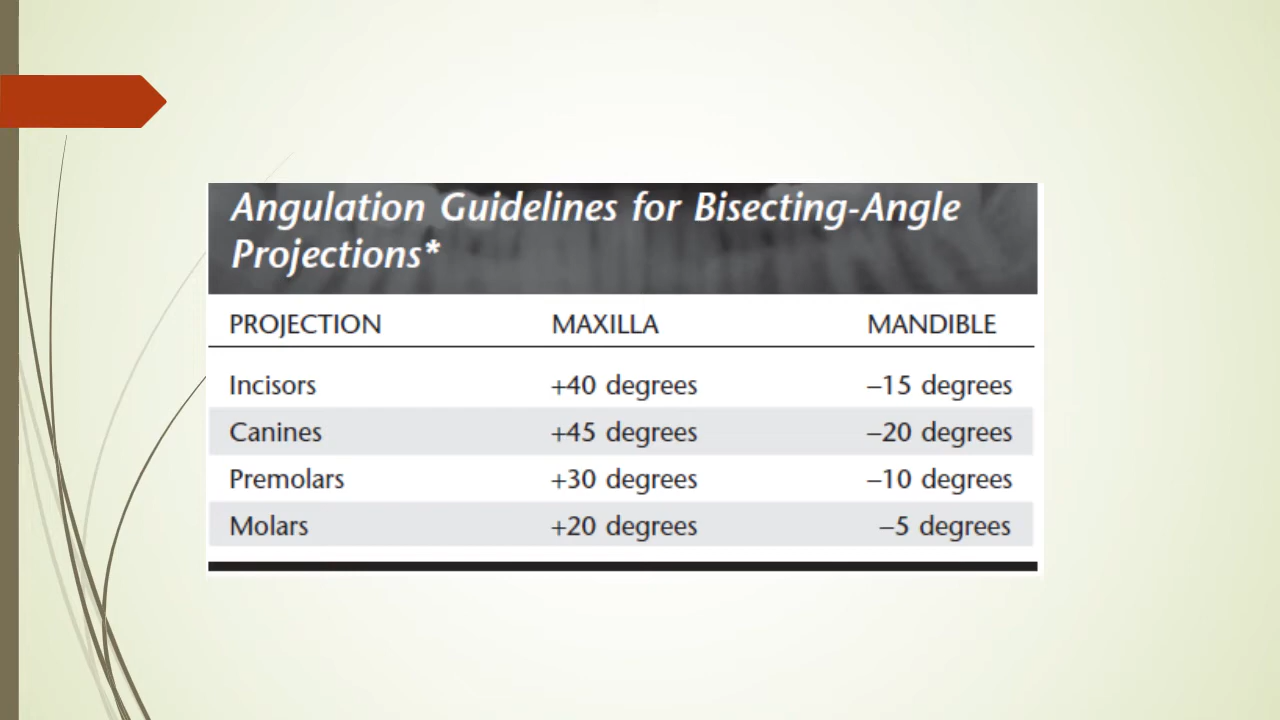 Angulation Guidelines for Bisecting-Angle
Projections*
PROJECTION MAXILLA MANDIBLE
Incisors +40 degrees –15 degrees
Canines +45 degrees –20 degrees
Premolars +30 degrees –10 degrees
Molars +20 degrees –5 degrees